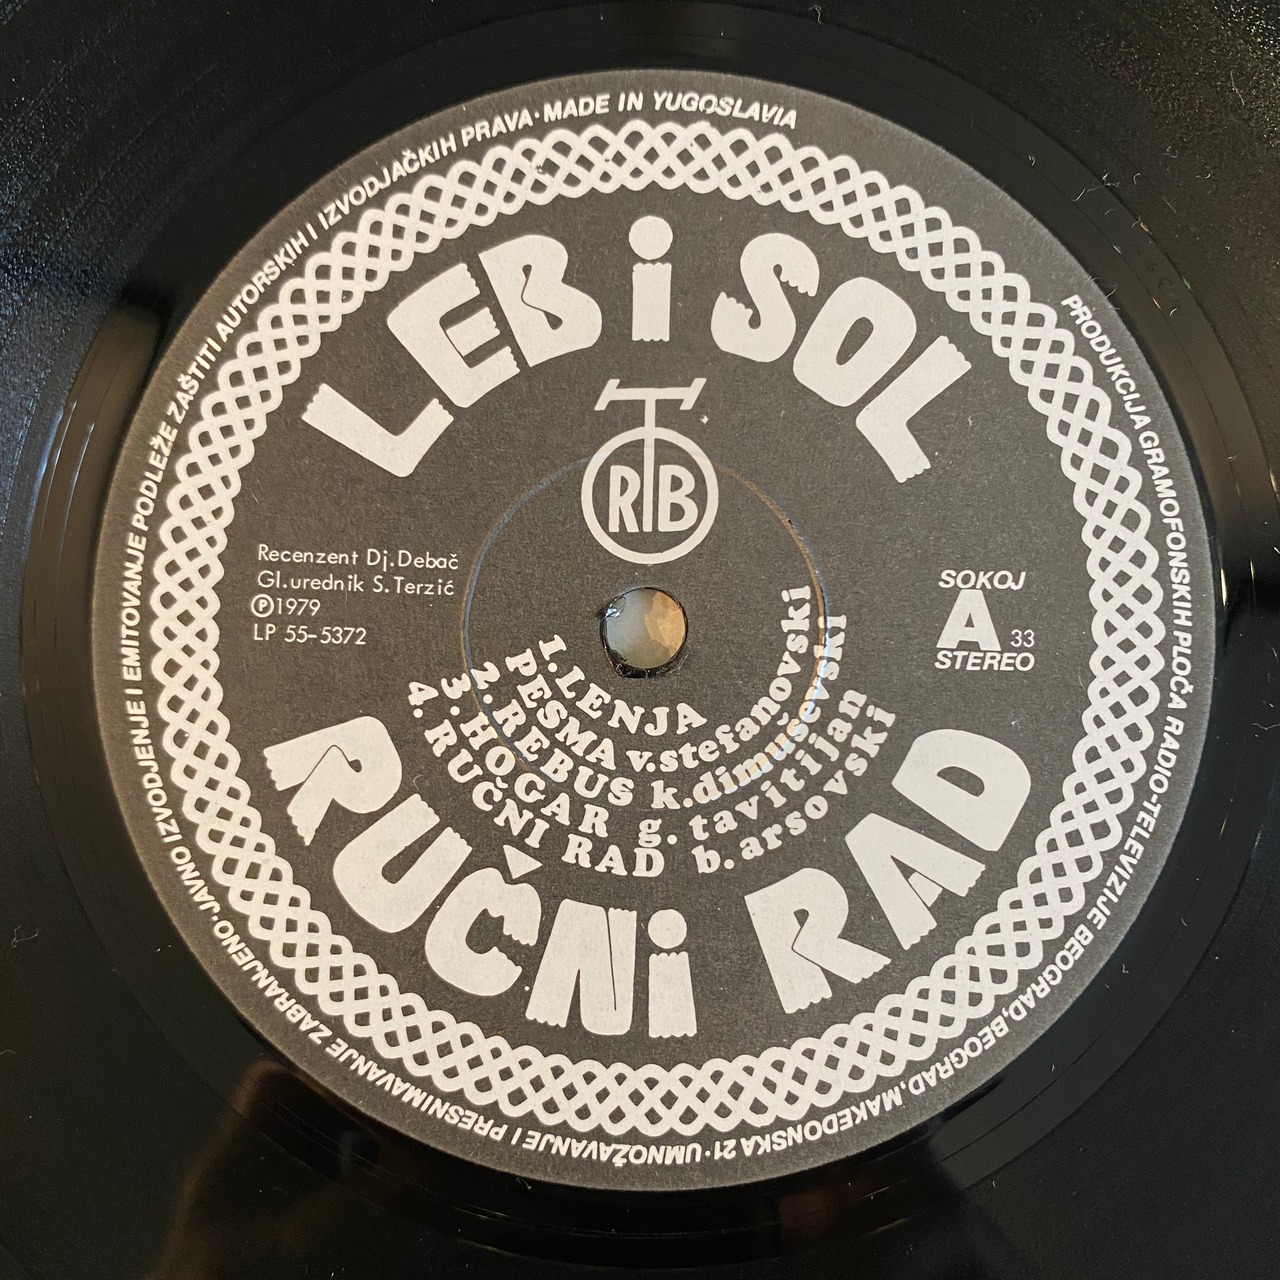 PRODUKCIJA GRAMOFONSKIH PLOČA RADIO-TELEVIZIJE BEOGRAD, BEOGRAD, MAKEDONSKA 21 · UMNOŽAVANJE I PRESNIMAVANJE ZABRANJENO · JAVNO IZVODJENJE I EMITOVANJE PODLEŽE ZAŠTITI AUTORSKIH I IZVODJAČKIH PRAVA · MADE IN YUGOSLAVIA
LEB i SOL
RTB
Recenzent Dj.Debač
Gl.urednik S.Terzić
Ⓟ1979
LP 55-5372
SOKOJ
A 33
STEREO
1. LENJA
PESMA v.stefanovski
2. REBUS k.dimuševski
3. HOGAR g. tavitijan
4. RUČNI RAD b. arsovski
RUČNi RAD